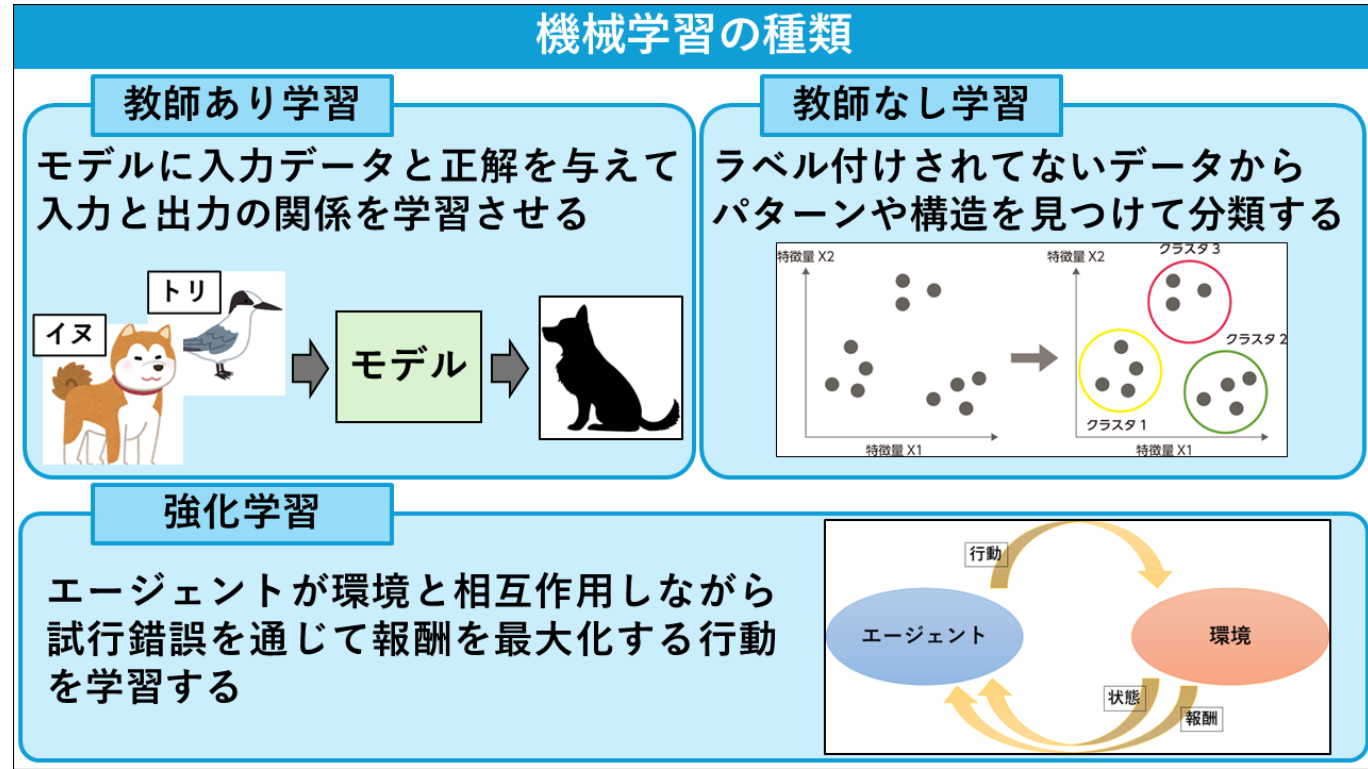 機械学習の種類
教師あり学習
モデルに入力データと正解を与えて
入力と出力の関係を学習させる
イヌ
トリ
モデル
教師なし学習
ラベル付けされてないデータから
パターンや構造を見つけて分類する
特徴量 X2
特徴量 X1
特徴量 X2
クラスタ 3
クラスタ 2
クラスタ 1
特徴量 X1
強化学習
エージェントが環境と相互作用しながら
試行錯誤を通じて報酬を最大化する行動
を学習する
行動
エージェント
環境
状態
報酬